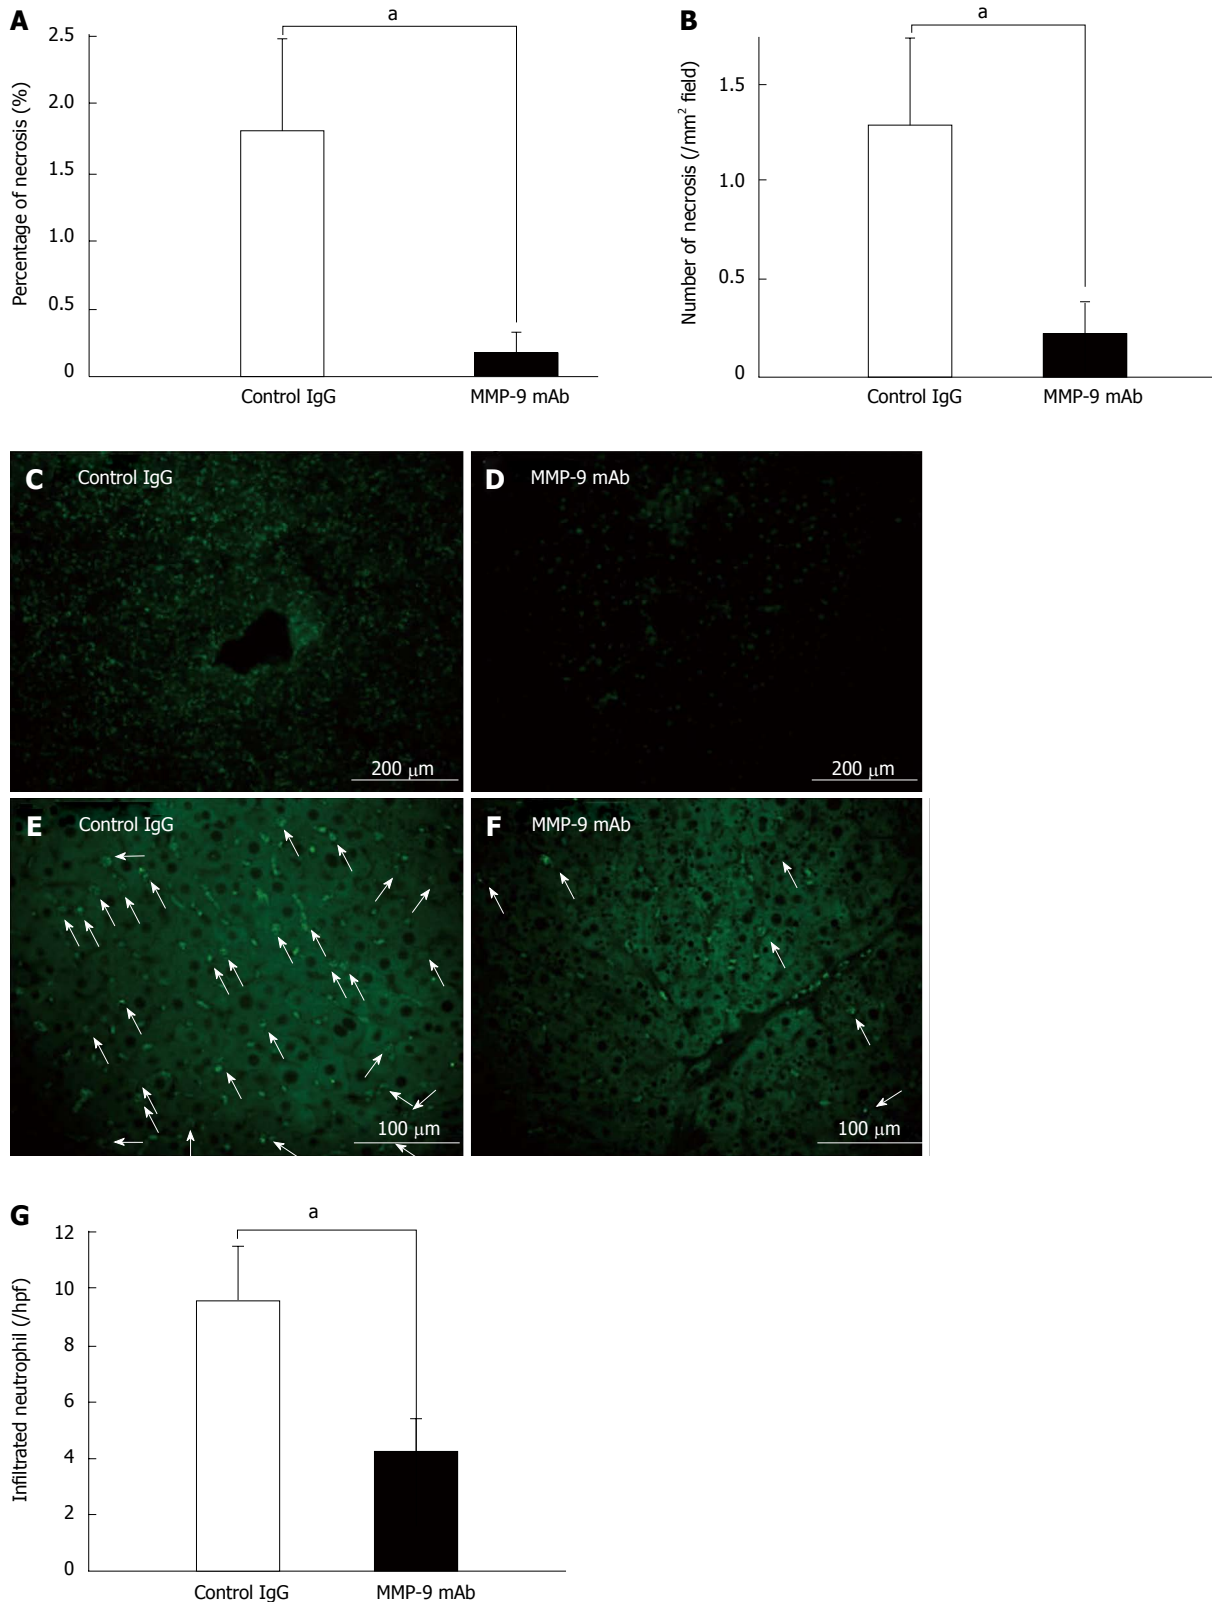 A
a
2.5
2.0
1.5
1.0
0.5
0
Percentage of necrosis (%)
Control IgG
MMP-9 mAb
B
a
1.5
1.0
0.5
0
Number of necrosis (/mm² field)
Control IgG
MMP-9 mAb
C Control IgG
200 μm
D MMP-9 mAb
200 μm
E Control IgG
100 μm
F MMP-9 mAb
100 μm
G
a
12
10
8
6
4
2
0
Infiltrated neutrophil (/hpf)
Control IgG
MMP-9 mAb